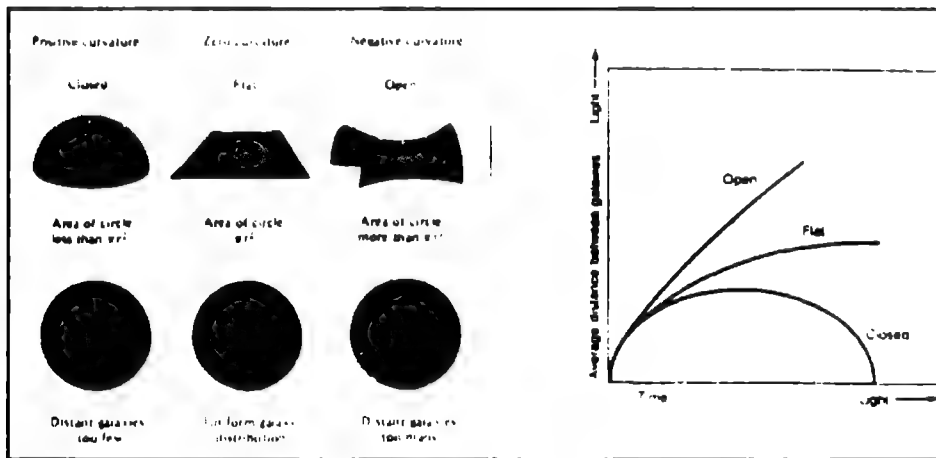 Positive curvature
Zero curvature
Negative curvature
Closed
Flat
Open
Area of circle
less than πr²
Area of circle
πr²
Area of circle
more than πr²
Distant galaxies
too few
Uniform galaxy
distribution
Distant galaxies
too many
Average distance between galaxies
Light
Open
Flat
Closed
Time
Light